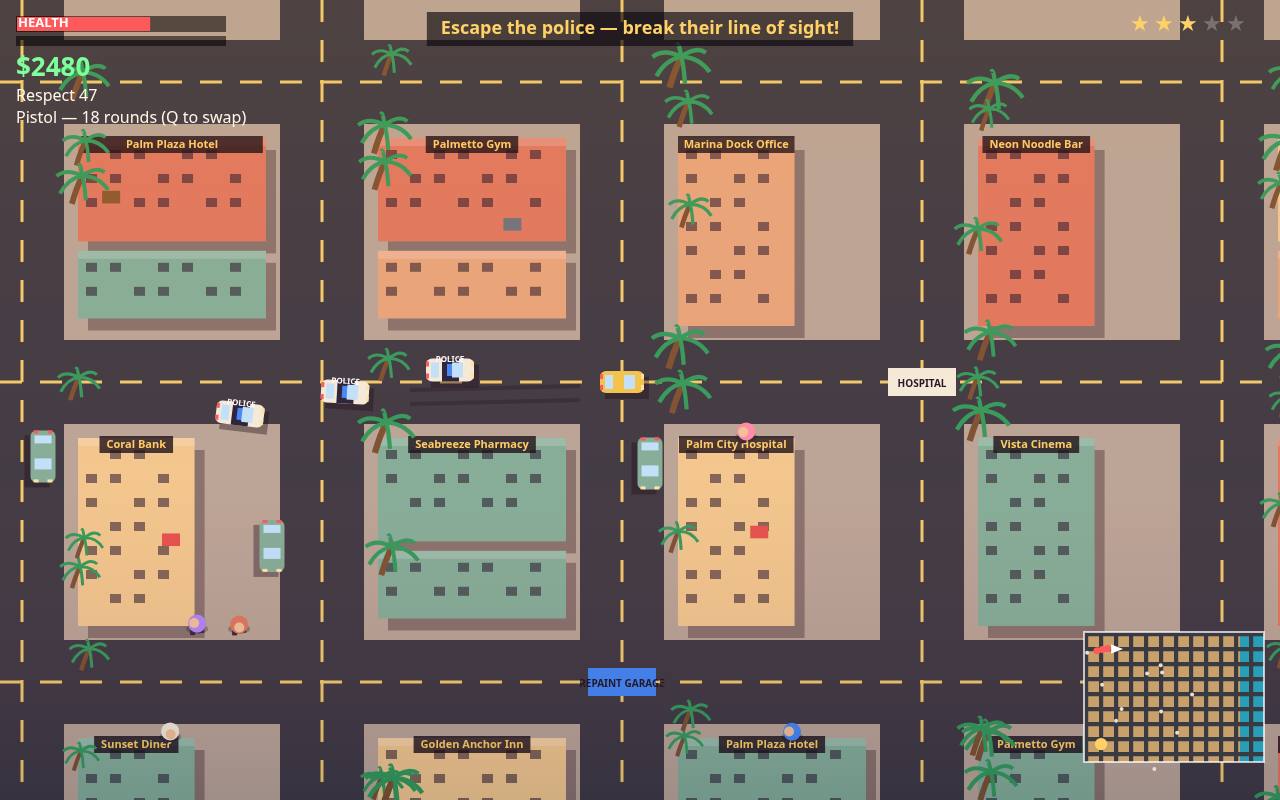 HEALTH
Escape the police — break their line of sight!
$2480
Respect 47
Pistol — 18 rounds (Q to swap)
Palm Plaza Hotel
Palmetto Gym
Marina Dock Office
Neon Noodle Bar
POLICE
POLICE
POLICE
HOSPITAL
Coral Bank
Seabreeze Pharmacy
Palm City Hospital
Vista Cinema
REPAINT GARAGE
Sunset Diner
Golden Anchor Inn
Palm Plaza Hotel
Palmetto Gym